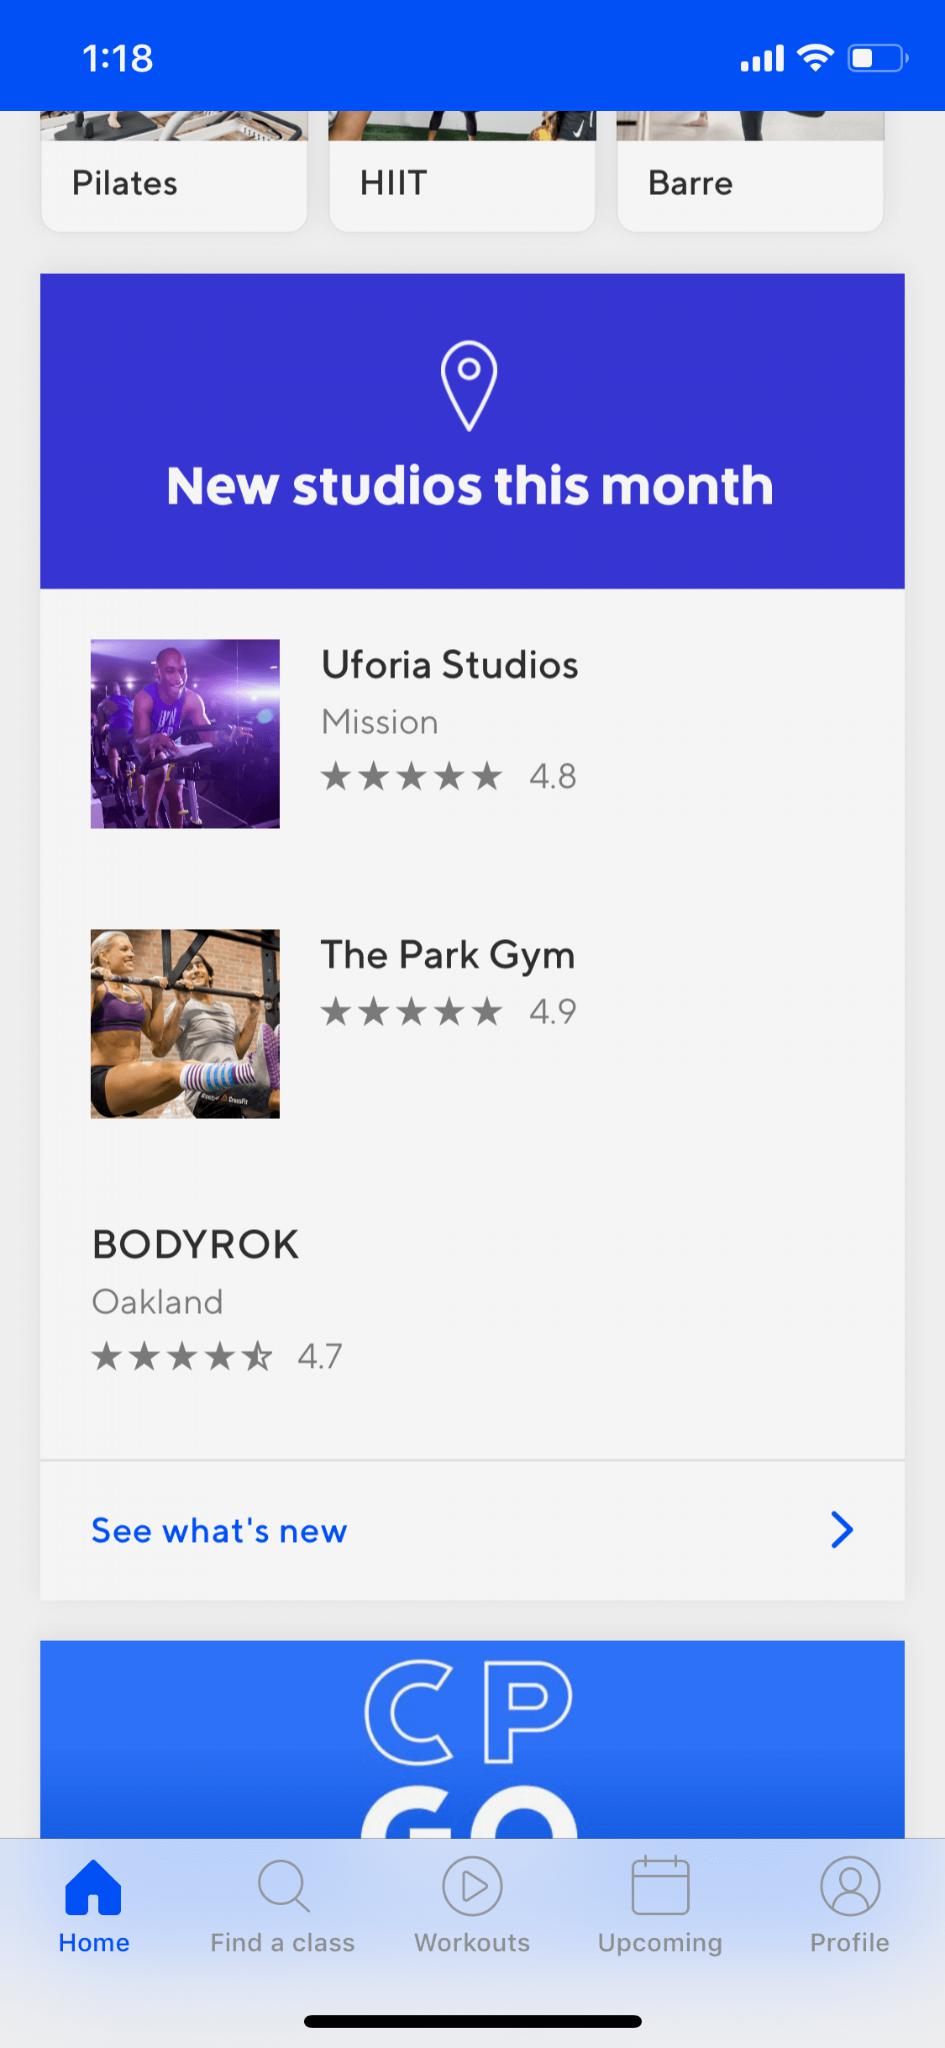 1:18
Pilates
HIIT
Barre
New studios this month
Uforia Studios
Mission
4.8
The Park Gym
4.9
BODYROK
Oakland
4.7
See what's new
CP
GO
Home
Find a class
Workouts
Upcoming
Profile